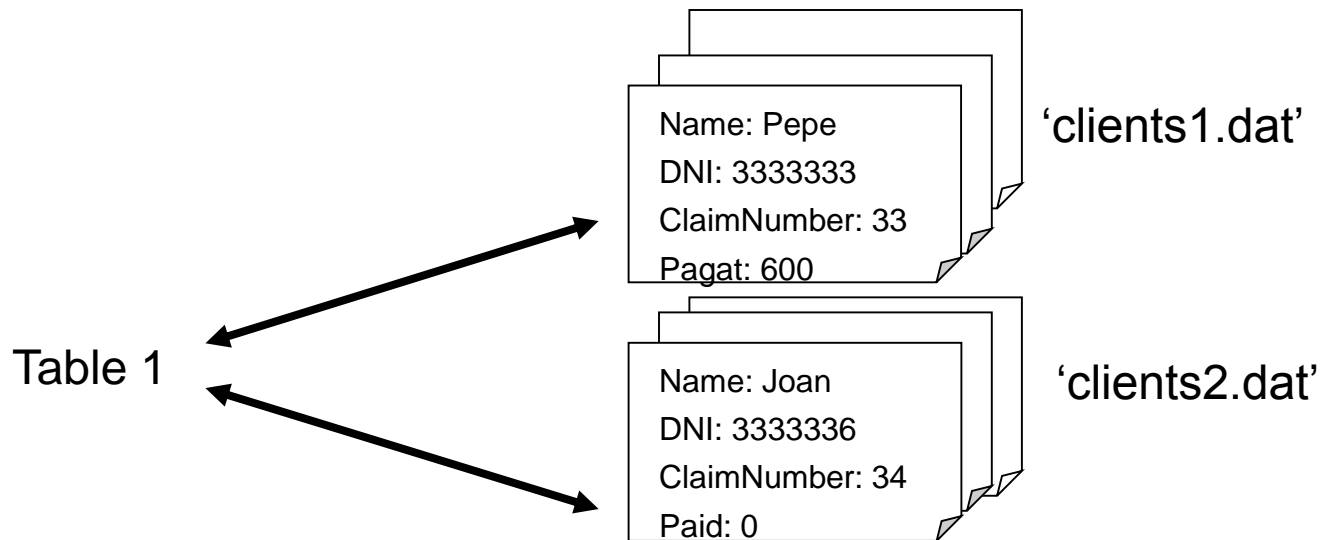 Name: Pepe
DNI: 3333333
ClaimNumber: 33
Pagat: 600
‘clients1.dat’
Table 1
Name: Joan
DNI: 3333336
ClaimNumber: 34
Paid: 0
‘clients2.dat’